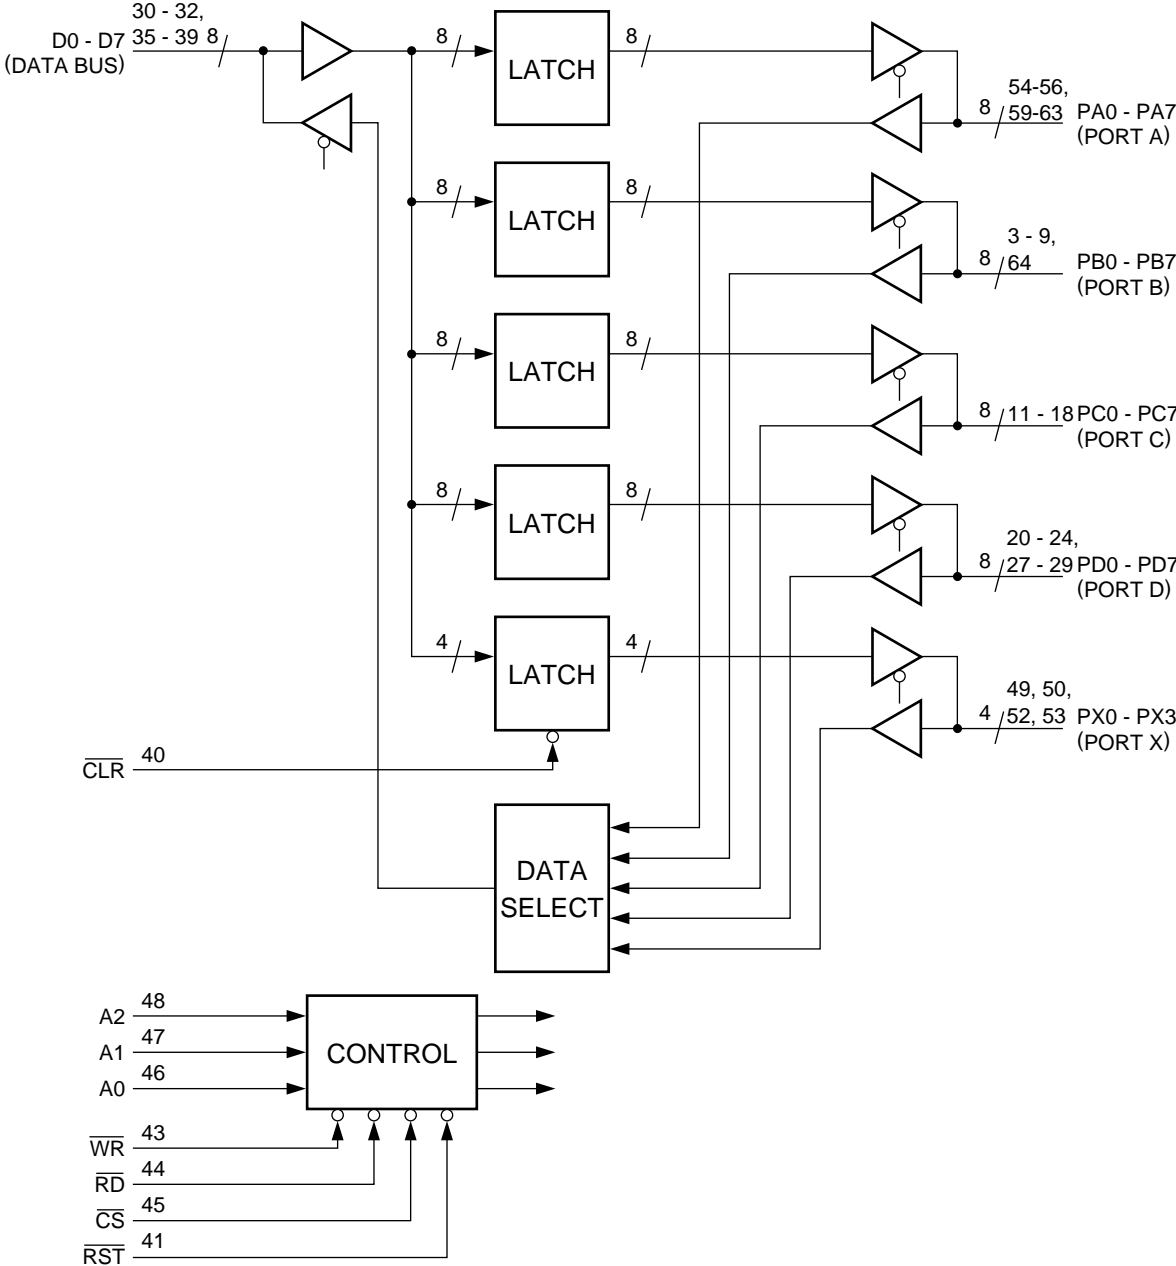 30 - 32,
D0 - D7 35 - 39 8
(DATA BUS)
8 LATCH 8
54-56,
8 59-63 PA0 - PA7
(PORT A)
8 LATCH 8
3 - 9,
8 64 PB0 - PB7
(PORT B)
8 LATCH 8
8 11 - 18 PC0 - PC7
(PORT C)
8 LATCH 8
20 - 24,
8 27 - 29 PD0 - PD7
(PORT D)
4 LATCH 4
49, 50,
4 52, 53 PX0 - PX3
(PORT X)
CLR 40
DATA
SELECT
A2 48
A1 47
A0 46
CONTROL
WR 43
RD 44
CS 45
RST 41